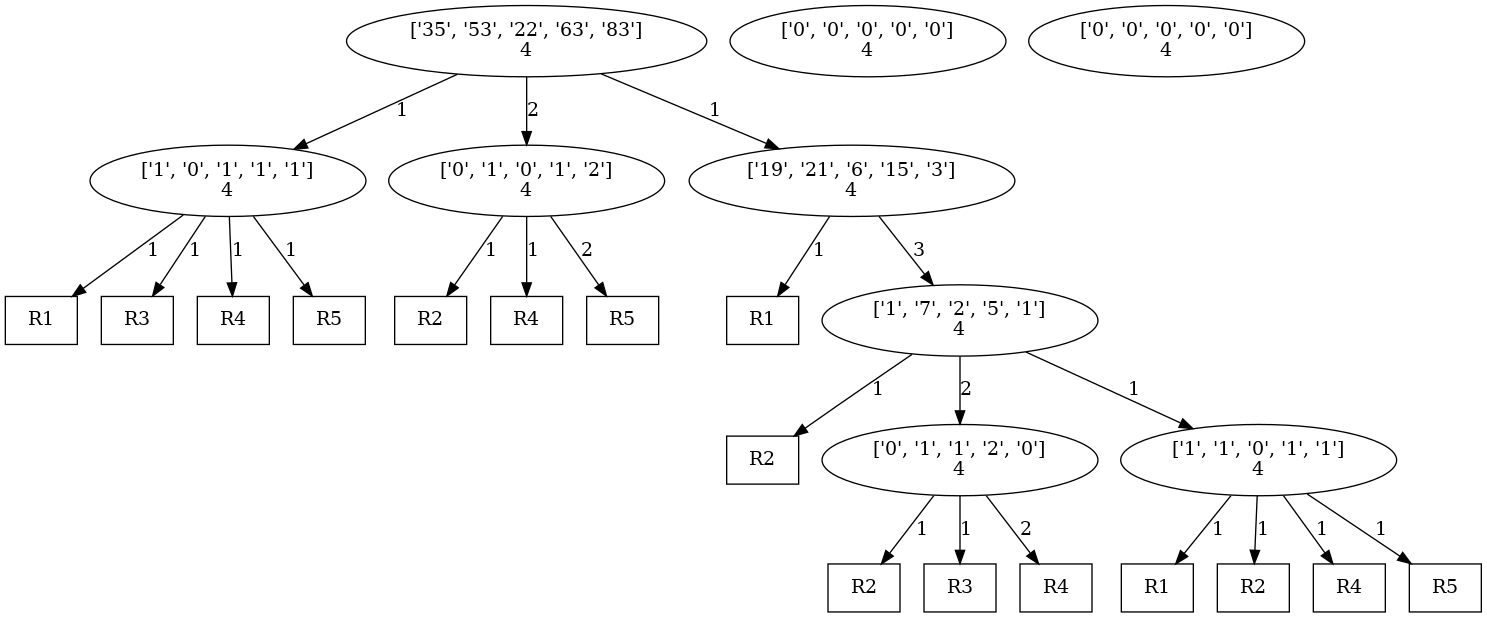 ['35', '53', '22', '63', '83']
4
['0', '0', '0', '0', '0']
4
['0', '0', '0', '0', '0']
4
1
2
1
['1', '0', '1', '1', '1']
4
['0', '1', '0', '1', '2']
4
['19', '21', '6', '15', '3']
4
1
1
1
1
1
1
2
1
3
R1
R3
R4
R5
R2
R4
R5
R1
['1', '7', '2', '5', '1']
4
1
2
1
R2
['0', '1', '1', '2', '0']
4
['1', '1', '0', '1', '1']
4
1
1
2
1
1
1
1
R2
R3
R4
R1
R2
R4
R5